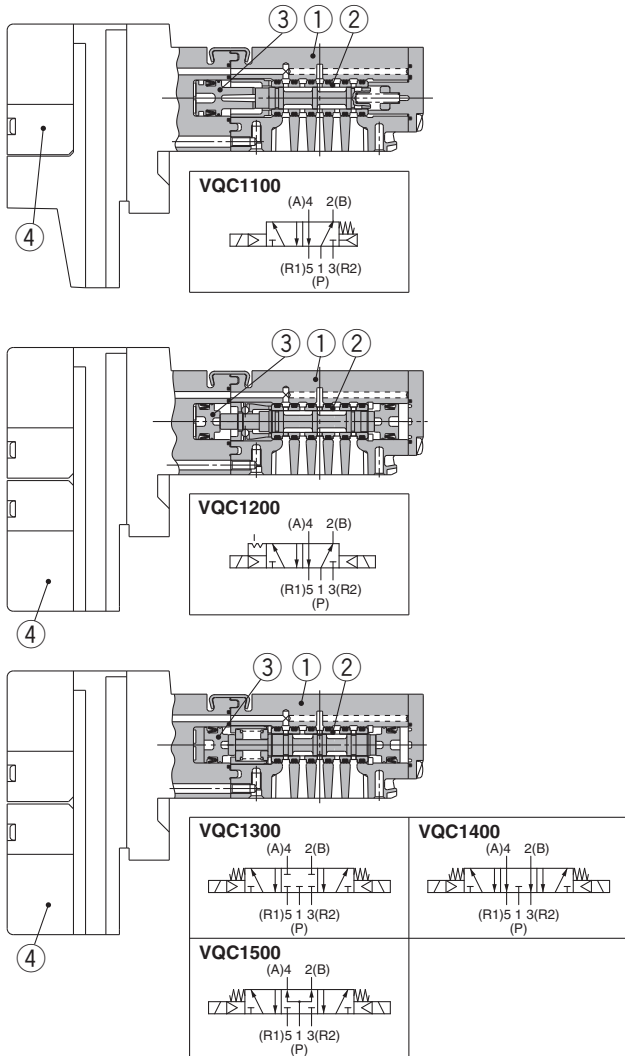 ③ ① ②
④
VQC1100
(A)4 2(B)
(R1)5 1 3(R2)
(P)
③ ① ②
④
VQC1200
(A)4 2(B)
(R1)5 1 3(R2)
(P)
③ ① ②
④
VQC1300
(A)4 2(B)
(R1)5 1 3(R2)
(P)
VQC1400
(A)4 2(B)
(R1)5 1 3(R2)
(P)
VQC1500
(A)4 2(B)
(R1)5 1 3(R2)
(P)